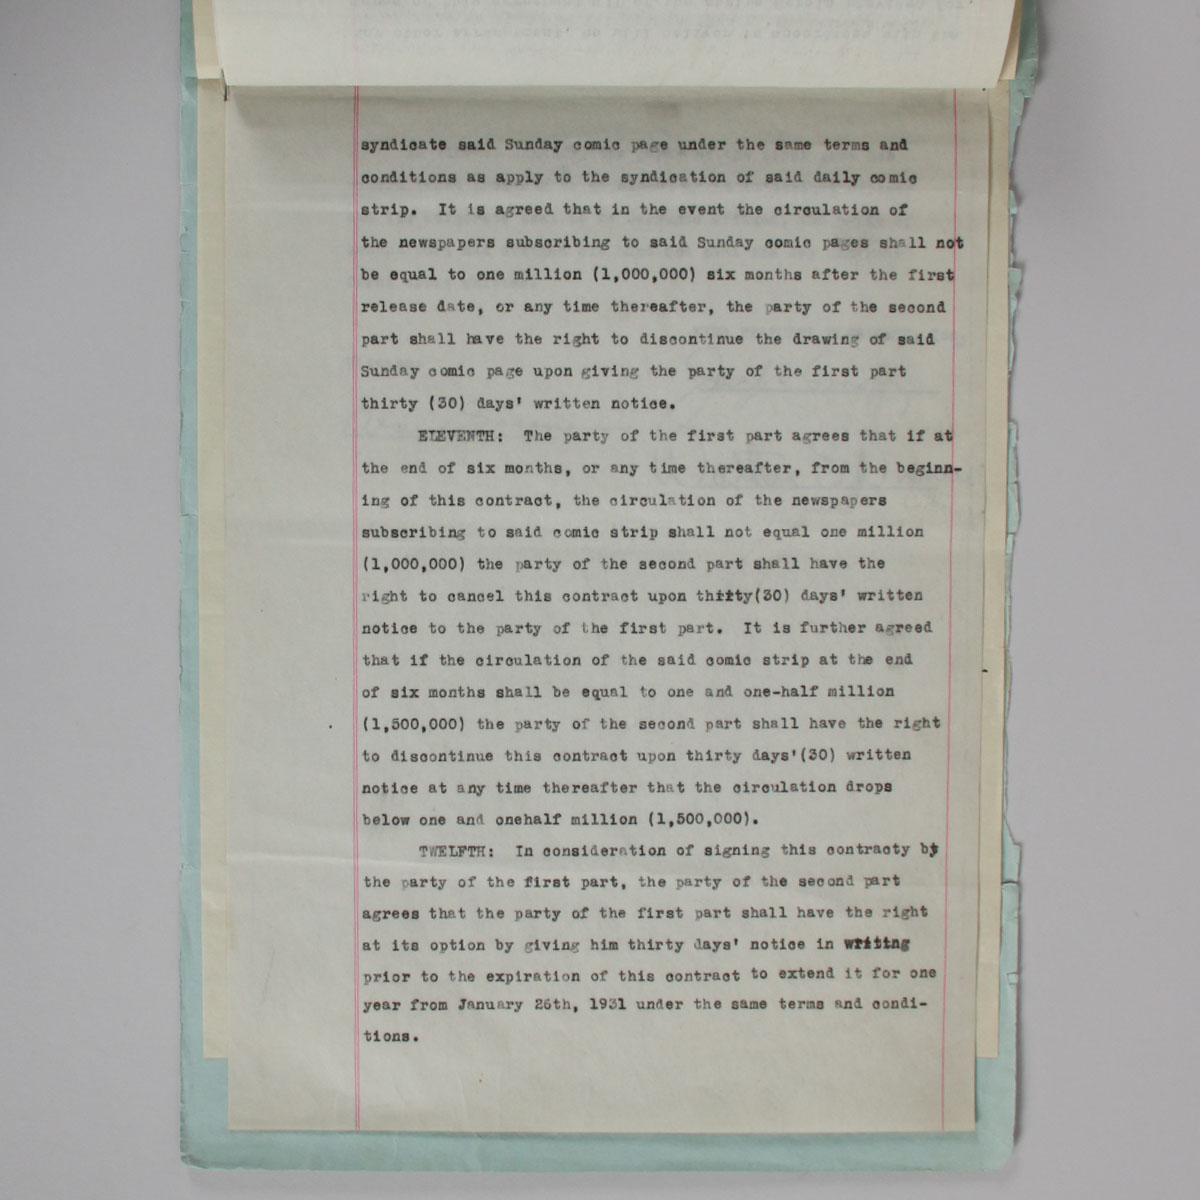 syndicate said Sunday comic page under the same terms and
conditions as apply to the syndication of said daily comic
strip. It is agreed that in the event the circulation of
the newspapers subscribing to said Sunday comic pages shall not
be equal to one million (1,000,000) six months after the first
release date, or any time thereafter, the party of the second
part shall have the right to discontinue the drawing of said
Sunday comic page upon giving the party of the first part
thirty (30) days' written notice.
ELEVENTH: The party of the first part agrees that if at
the end of six months, or any time thereafter, from the beginn-
ing of this contract, the circulation of the newspapers
subscribing to said comic strip shall not equal one million
(1,000,000) the party of the second part shall have the
right to cancel this contract upon thirty(30) days' written
notice to the party of the first part. It is further agreed
that if the circulation of the said comic strip at the end
of six months shall be equal to one and one-half million
(1,500,000) the party of the second part shall have the right
to discontinue this contract upon thirty days'(30) written
notice at any time thereafter that the circulation drops
below one and onehalf million (1,500,000).
TWELFTH: In consideration of signing this contracty by
the party of the first part, the party of the second part
agrees that the party of the first part shall have the right
at its option by giving him thirty days' notice in writing
prior to the expiration of this contract to extend it for one
year from January 26th, 1931 under the same terms and condi-
tions.